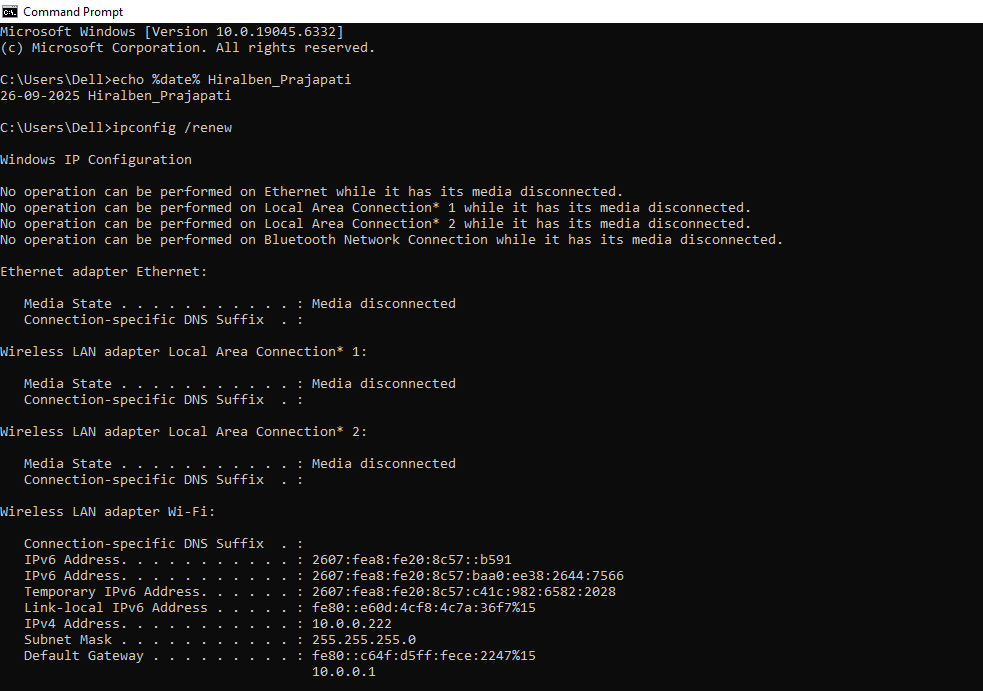 Command Prompt
Microsoft Windows [Version 10.0.19045.6332]
(c) Microsoft Corporation. All rights reserved.
C:\Users\Dell>echo %date% Hiralben_Prajapati
26-09-2025 Hiralben_Prajapati
C:\Users\Dell>ipconfig /renew
Windows IP Configuration
No operation can be performed on Ethernet while it has its media disconnected.
No operation can be performed on Local Area Connection* 1 while it has its media disconnected.
No operation can be performed on Local Area Connection* 2 while it has its media disconnected.
No operation can be performed on Bluetooth Network Connection while it has its media disconnected.
Ethernet adapter Ethernet:
   Media State . . . . . . . . . . . : Media disconnected
   Connection-specific DNS Suffix  . :
Wireless LAN adapter Local Area Connection* 1:
   Media State . . . . . . . . . . . : Media disconnected
   Connection-specific DNS Suffix  . :
Wireless LAN adapter Local Area Connection* 2:
   Media State . . . . . . . . . . . : Media disconnected
   Connection-specific DNS Suffix  . :
Wireless LAN adapter Wi-Fi:
   Connection-specific DNS Suffix  . :
   IPv6 Address. . . . . . . . . . . : 2607:fea8:fe20:8c57::b591
   IPv6 Address. . . . . . . . . . . : 2607:fea8:fe20:8c57:baa0:ee38:2644:7566
   Temporary IPv6 Address. . . . . . : 2607:fea8:fe20:8c57:c41c:982:6582:2028
   Link-local IPv6 Address . . . . . : fe80::e60d:4cf8:4c7a:36f7%15
   IPv4 Address. . . . . . . . . . . : 10.0.0.222
   Subnet Mask . . . . . . . . . . . : 255.255.255.0
   Default Gateway . . . . . . . . . : fe80::c64f:d5ff:fece:2247%15
                                       10.0.0.1